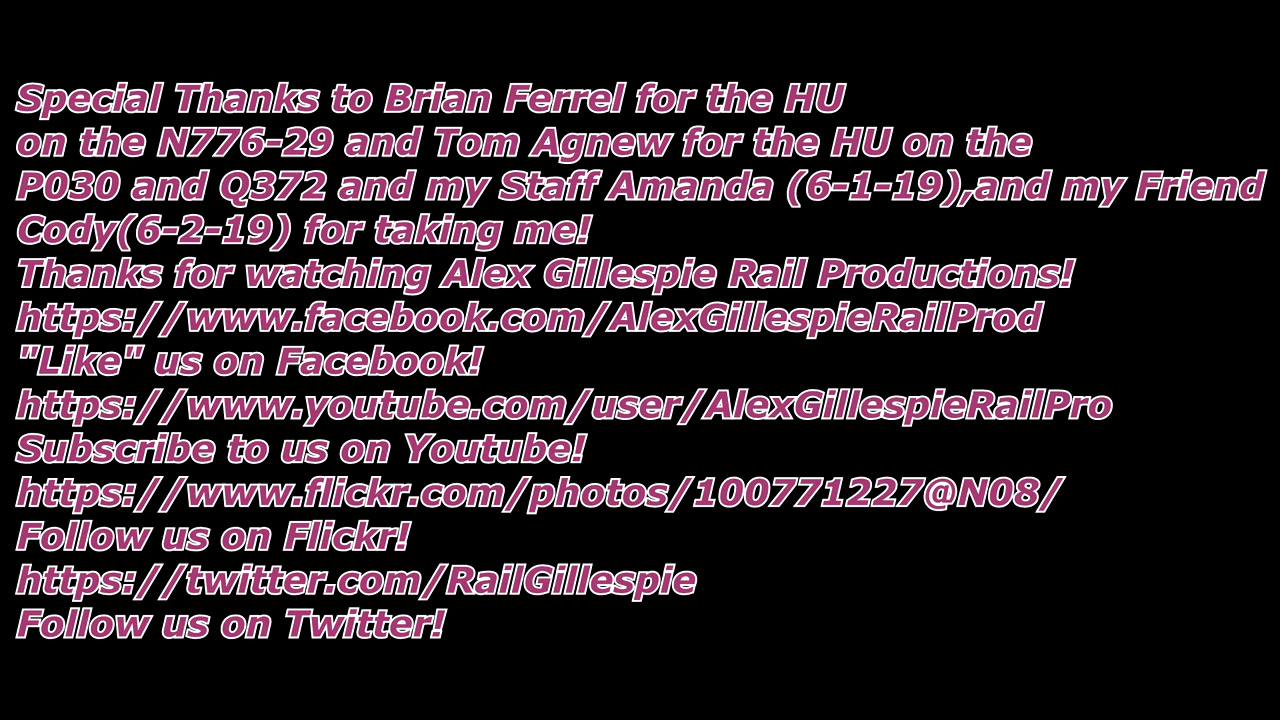 Special Thanks to Brian Ferrel for the HU
on the N776-29 and Tom Agnew for the HU on the
P030 and Q372 and my Staff Amanda (6-1-19),and my Friend
Cody(6-2-19) for taking me!
Thanks for watching Alex Gillespie Rail Productions!
https://www.facebook.com/AlexGillespieRailProd
"Like" us on Facebook!
https://www.youtube.com/user/AlexGillespieRailPro
Subscribe to us on Youtube!
https://www.flickr.com/photos/100771227@N08/
Follow us on Flickr!
https://twitter.com/RailGillespie
Follow us on Twitter!